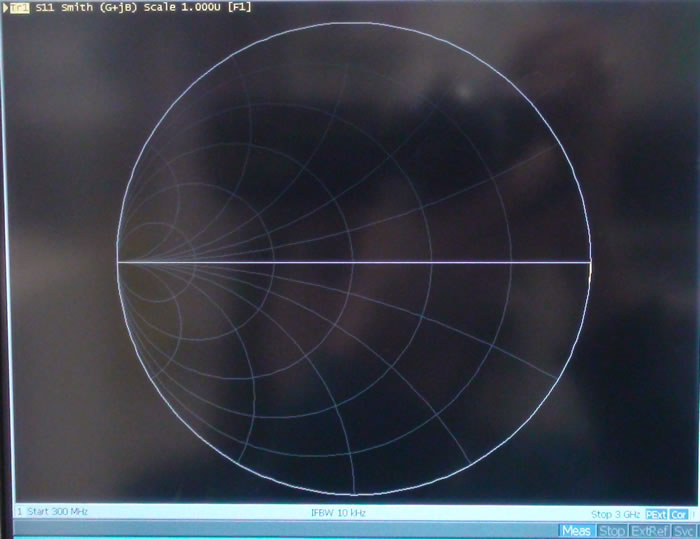 Tr1 S11 Smith (G+jB) Scale 1.000U [F1]
1 Start 300 MHz IFBW 10 kHz Stop 3 GHz PExt Cor !
Meas Stop ExtRef Svc